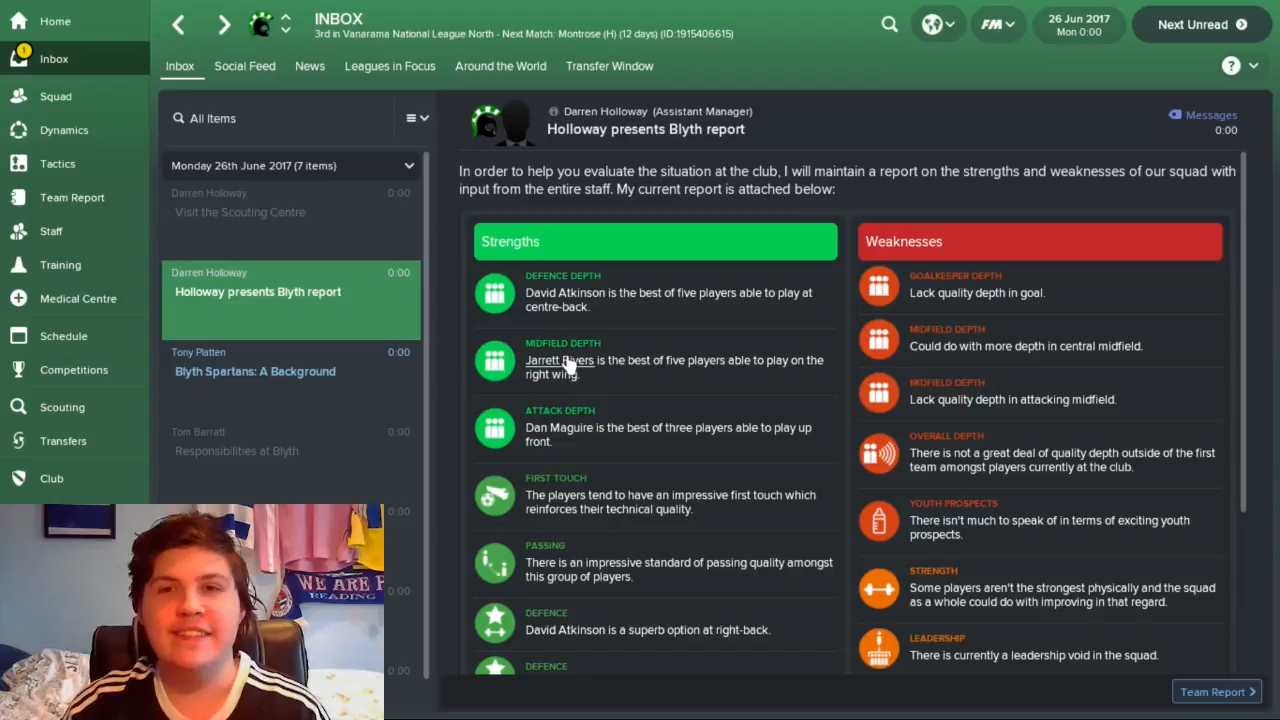 Home
Inbox
1
Squad
Dynamics
Tactics
Team Report
Staff
Training
Medical Centre
Schedule
Competitions
Scouting
Transfers
Club
INBOX
3rd in Vanarama National League North - Next Match: Montrose (H) (12 days) (ID:1915406615)
FM
26 Jun 2017
Mon 0:00
Next Unread
Inbox
Social Feed
News
Leagues in Focus
Around the World
Transfer Window
?
All Items
Monday 26th June 2017 (7 items)
Darren Holloway 0:00
Visit the Scouting Centre
Darren Holloway 0:00
Holloway presents Blyth report
Tony Platten 0:00
Blyth Spartans: A Background
Tom Barratt 0:00
Responsibilities at Blyth
0:00
0:00
0:00
Darren Holloway (Assistant Manager)
Holloway presents Blyth report
Messages
0:00
In order to help you evaluate the situation at the club, I will maintain a report on the strengths and weaknesses of our squad with
input from the entire staff. My current report is attached below:
Strengths
DEFENCE DEPTH
David Atkinson is the best of five players able to play at
centre-back.
MIDFIELD DEPTH
Jarrett Rivers is the best of five players able to play on the
right wing.
ATTACK DEPTH
Dan Maguire is the best of three players able to play up
front.
FIRST TOUCH
The players tend to have an impressive first touch which
reinforces their technical quality.
PASSING
There is an impressive standard of passing quality amongst
this group of players.
DEFENCE
David Atkinson is a superb option at right-back.
DEFENCE
Weaknesses
GOALKEEPER DEPTH
Lack quality depth in goal.
MIDFIELD DEPTH
Could do with more depth in central midfield.
MIDFIELD DEPTH
Lack quality depth in attacking midfield.
OVERALL DEPTH
There is not a great deal of quality depth outside of the first
team amongst players currently at the club.
YOUTH PROSPECTS
There isn't much to speak of in terms of exciting youth
prospects.
STRENGTH
Some players aren't the strongest physically and the squad
as a whole could do with improving in that regard.
LEADERSHIP
There is currently a leadership void in the squad.
Team Report
WE ARE
READING